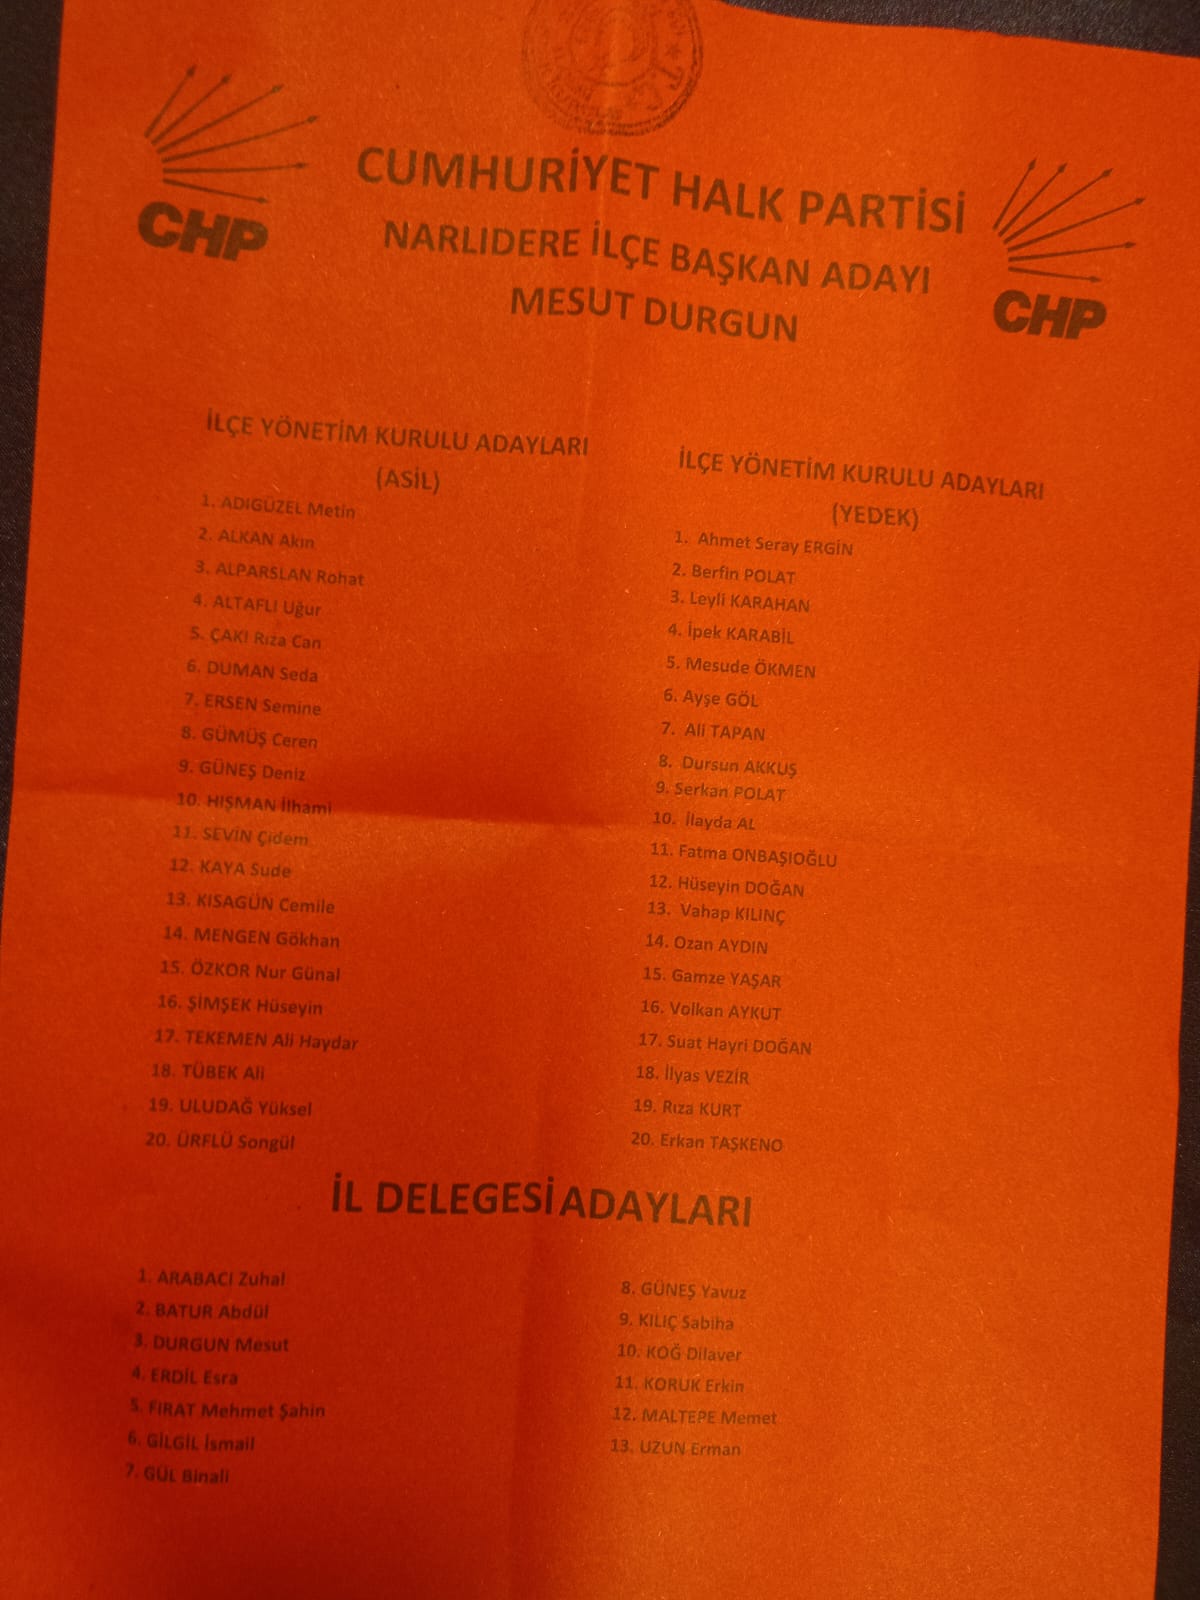 CHP
CUMHURİYET HALK PARTİSİ
NARLIDERE İLÇE BAŞKAN ADAYI
MESUT DURGUN
CHP
İLÇE YÖNETİM KURULU ADAYLARI
(ASİL)
1. ADIGÜZEL Metin
2. ALKAN Akın
3. ALPARSLAN Rohat
4. ALTAFLI Uğur
5. ÇAKI Rıza Can
6. DUMAN Seda
7. ERSEN Semine
8. GÜMÜŞ Ceren
9. GÜNEŞ Deniz
10. HIŞMAN İlhami
11. SEVİN Çidem
12. KAYA Sude
13. KISAGÜN Cemile
14. MENGEN Gökhan
15. ÖZKOR Nur Günal
16. ŞİMŞEK Hüseyin
17. TEKEMEN Ali Haydar
18. TÜBEK Ali
19. ULUDAĞ Yüksel
20. ÜRFLÜ Songül
İLÇE YÖNETİM KURULU ADAYLARI
(YEDEK)
1. Ahmet Seray ERGİN
2. Berfin POLAT
3. Leyli KARAHAN
4. İpek KARABİL
5. Mesude ÖKMEN
6. Ayşe GÖL
7. Ali TAPAN
8. Dursun AKKUŞ
9. Serkan POLAT
10. İlayda AL
11. Fatma ONBAŞIOĞLU
12. Hüseyin DOĞAN
13. Vahap KILINÇ
14. Ozan AYDIN
15. Gamze YAŞAR
16. Volkan AYKUT
17. Suat Hayri DOĞAN
18. İlyas VEZİR
19. Rıza KURT
20. Erkan TAŞKENO
İL DELEGESİ ADAYLARI
1. ARABACI Zuhal
2. BATUR Abdül
3. DURGUN Mesut
4. ERDİL Esra
5. FIRAT Mehmet Şahin
6. GİLGİL İsmail
7. GÜL Binali
8. GÜNEŞ Yavuz
9. KILIÇ Sabiha
10. KOĞ Dilaver
11. KORUK Erkin
12. MALTEPE Memet
13. UZUN Erman